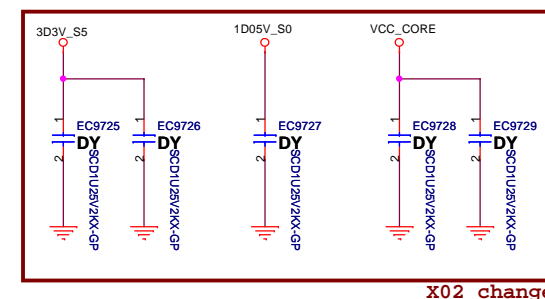 3D3V_S5
1D05V_S0
VCC_CORE
1
EC9725
DY
2
SCD1U25V2KX-GP
1
EC9726
DY
2
SCD1U25V2KX-GP
1
EC9727
DY
2
SCD1U25V2KX-GP
1
EC9728
DY
2
SCD1U25V2KX-GP
1
EC9729
DY
2
SCD1U25V2KX-GP
X02 change